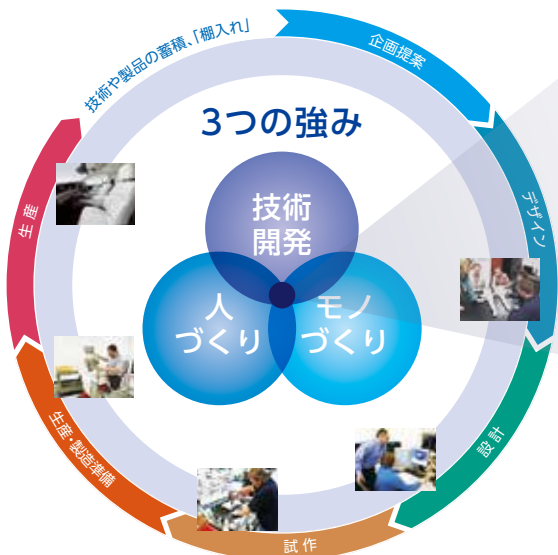 技術や製品の蓄積、「棚入れ」
企画提案
デザイン
設計
試作
生産・製造準備
生産
3つの強み
技術
開発
人
づくり
モノ
づくり